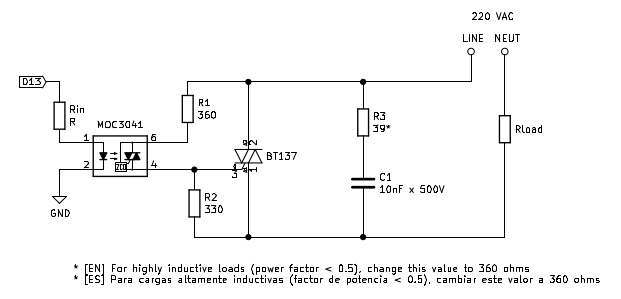 220 VAC
LINE NEUT
D13
Rin
R
MOC3041
1
6
2
4
ZCC
GND
R1
360
R2
330
2
BT137
3
1
R3
39*
C1
10nF x 500V
RLoad
* [EN] For highly inductive loads (power factor < 0.5), change this value to 360 ohms
* [ES] Para cargas altamente inductivas (factor de potencia < 0.5), cambiar este valor a 360 ohms